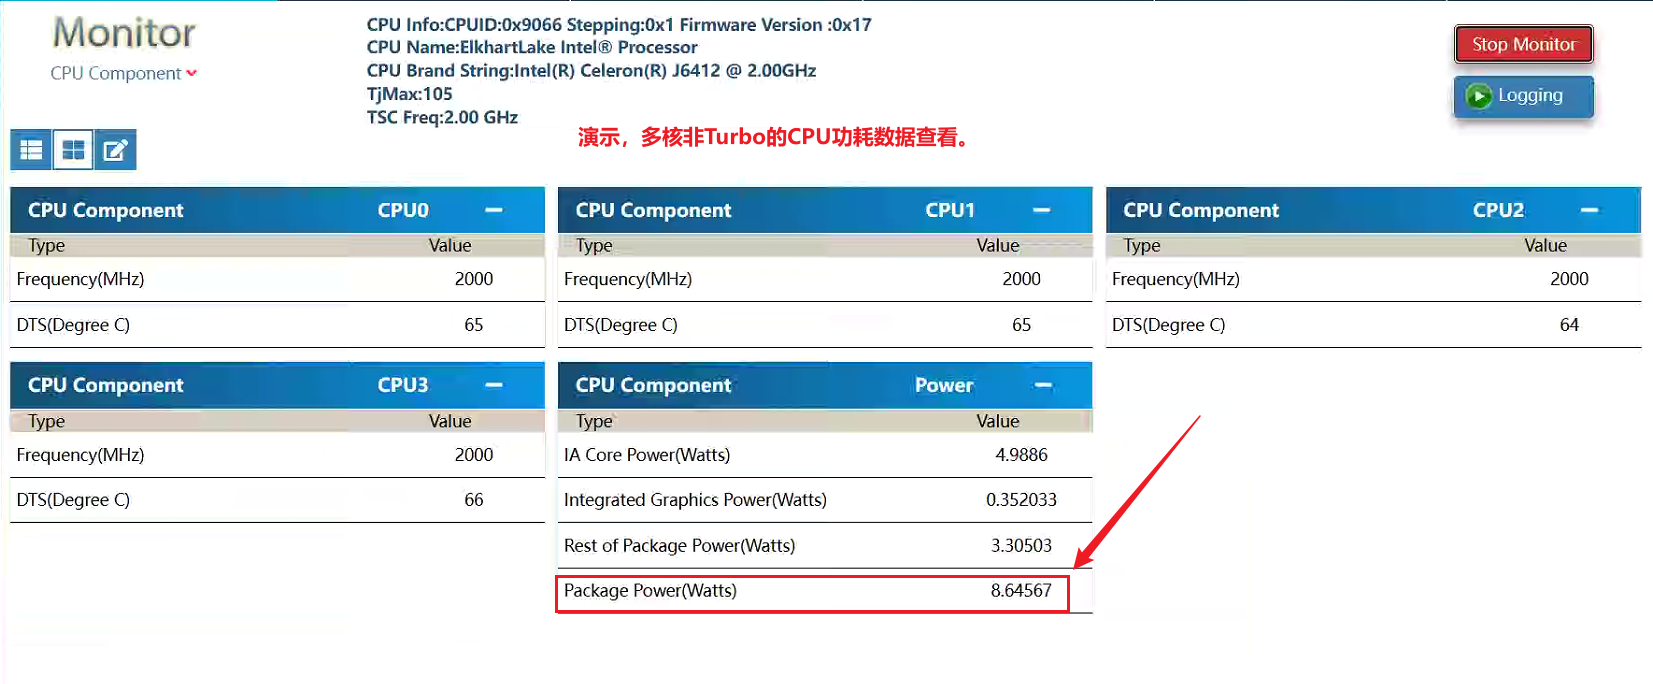 Monitor
CPU Component
CPU Info:CPUID:0x9066 Stepping:0x1 Firmware Version :0x17
CPU Name:ElkhartLake Intel® Processor
CPU Brand String:Intel(R) Celeron(R) J6412 @ 2.00GHz
TjMax:105
TSC Freq:2.00 GHz
Stop Monitor
Logging
演示，多核非Turbo的CPU功耗数据查看。
CPU Component CPU0
Type Value
Frequency(MHz) 2000
DTS(Degree C) 65
CPU Component CPU1
Type Value
Frequency(MHz) 2000
DTS(Degree C) 65
CPU Component CPU2
Type Value
Frequency(MHz) 2000
DTS(Degree C) 64
CPU Component CPU3
Type Value
Frequency(MHz) 2000
DTS(Degree C) 66
CPU Component Power
Type Value
IA Core Power(Watts) 4.9886
Integrated Graphics Power(Watts) 0.352033
Rest of Package Power(Watts) 3.30503
Package Power(Watts) 8.64567